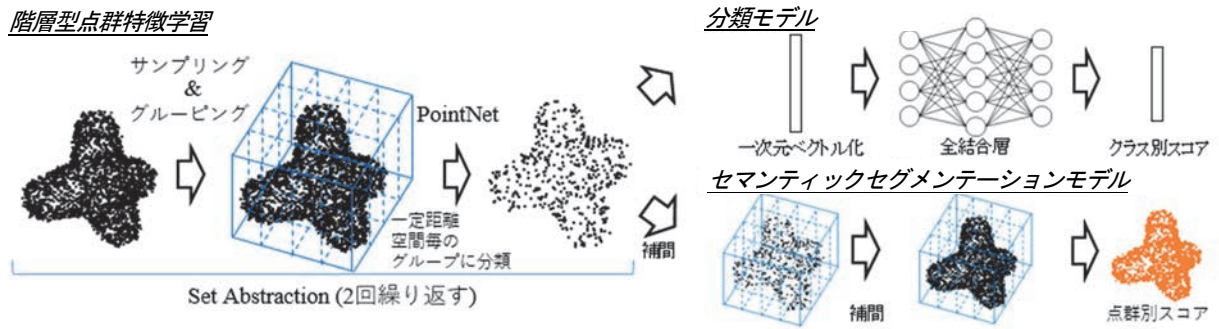 階層型点群特徴学習
サンプリング
&
グルーピング
PointNet
一定距離
空間毎の
グループに分類
Set Abstraction (2回繰り返す)
補間
分類モデル
一次元ベクトル化
全結合層
クラス別スコア
セマンティックセグメンテーションモデル
補間
点群別スコア